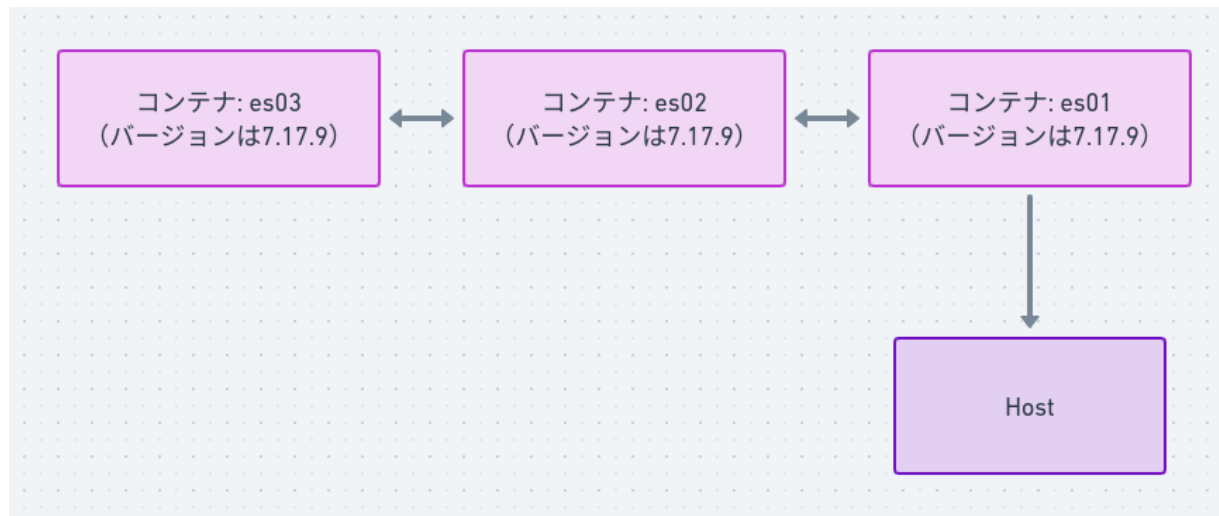 コンテナ: es03
（バージョンは7.17.9）
コンテナ: es02
（バージョンは7.17.9）
コンテナ: es01
（バージョンは7.17.9）
Host